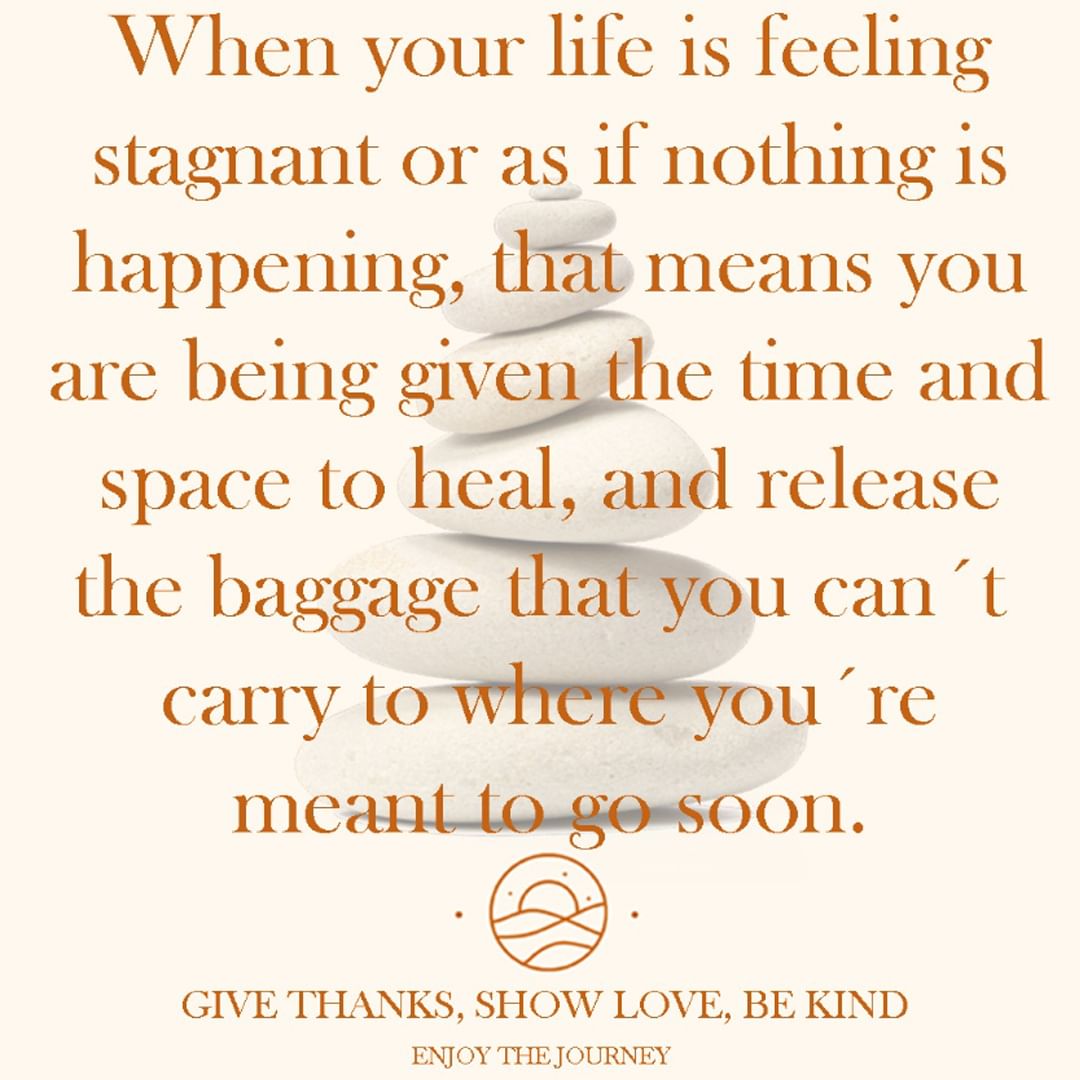 When your life is feeling
stagnant or as if nothing is
happening, that means you
are being given the time and
space to heal, and release
the baggage that you can´t
carry to where you´re
meant to go soon.
GIVE THANKS, SHOW LOVE, BE KIND
ENJOY THE JOURNEY